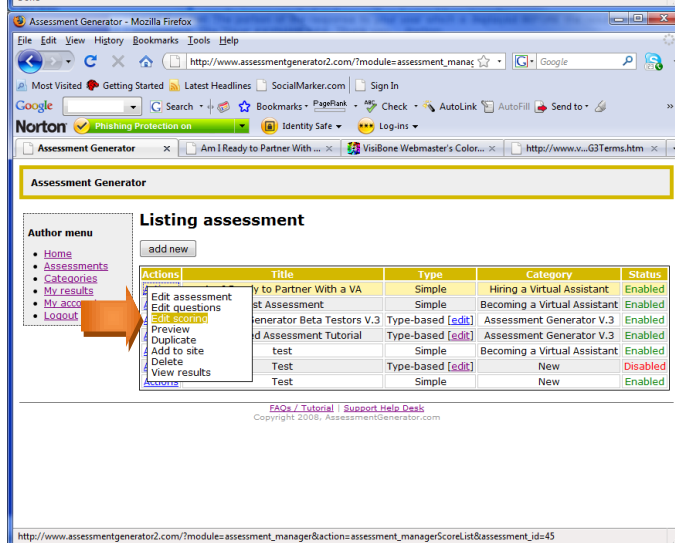 Assessment Generator - Mozilla Firefox
File Edit View History Bookmarks Tools Help
http://www.assessmentgenerator2.com/?module=assessment_manag
G Google
Most Visited Getting Started Latest Headlines SocialMarker.com Sign In
Google Search Bookmarks PageRank Check AutoLink AutoFill Send to »
Norton Phishing Protection on Identity Safe Log-ins
Assessment Generator Am I Ready to Partner With ... VisiBone Webmaster's Color... http://www.v...G3Terms.htm
Assessment Generator
Author menu
Home
Assessments
Categories
My results
My accou
Logout
Listing assessment
add new
Actions Title Type Category Status
y to Partner With a VA Simple Hiring a Virtual Assistant Enabled
st Assessment Simple Becoming a Virtual Assistant Enabled
enerator Beta Testors V.3 Type-based [edit] Assessment Generator V.3 Enabled
ed Assessment Tutorial Simple Assessment Generator V.3 Enabled
test Simple Becoming a Virtual Assistant Enabled
Test Type-based [edit] New Disabled
Actions Test Simple New Enabled
Edit assessment
Edit questions
Edit scoring
Preview
Duplicate
Add to site
Delete
View results
FAQs / Tutorial | Support Help Desk
Copyright 2008, AssessmentGenerator.com
http://www.assessmentgenerator2.com/?module=assessment_manager&action=assessment_managerScoreList&assessment_id=45